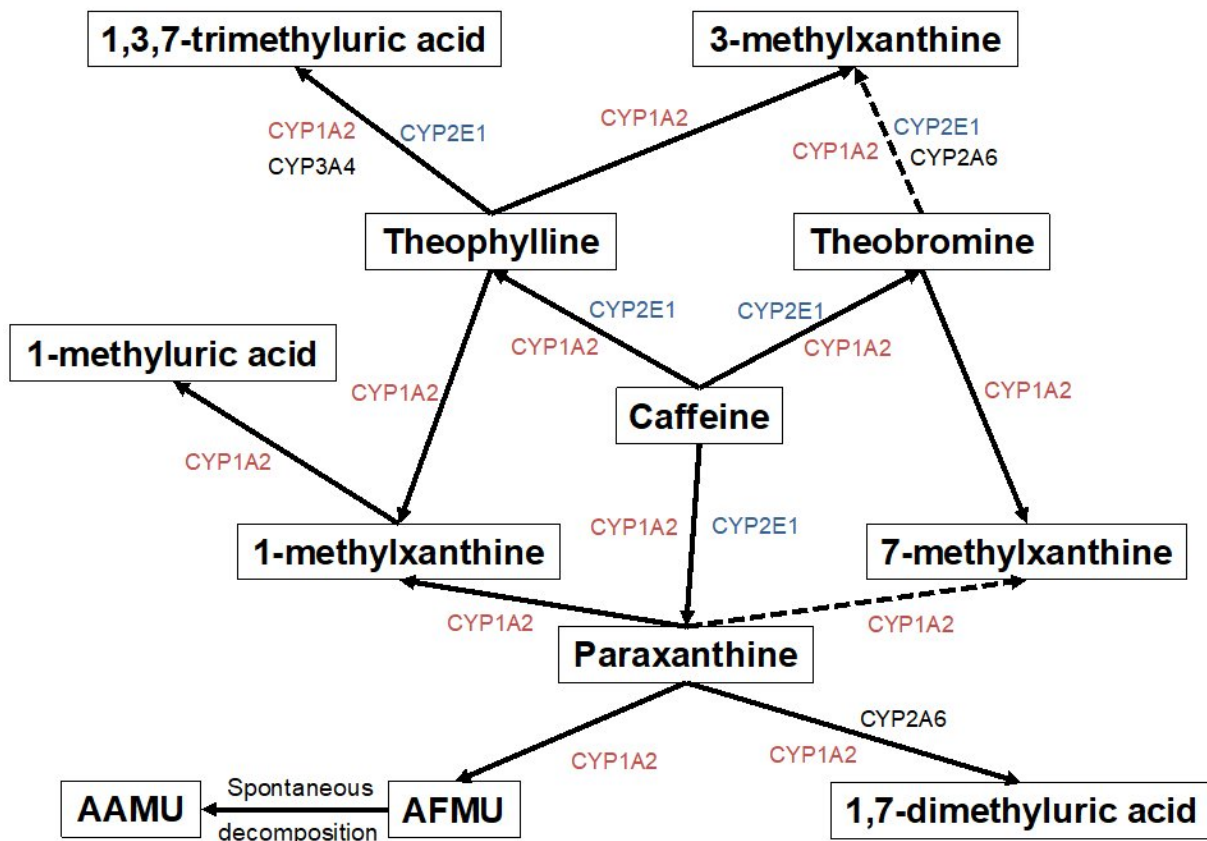 1,3,7-trimethyluric acid
3-methylxanthine
CYP1A2
CYP2E1
CYP3A4
CYP1A2
CYP2E1
CYP1A2
CYP2A6
Theophylline
Theobromine
CYP2E1
CYP1A2
CYP2E1
CYP1A2
1-methyluric acid
CYP1A2
CYP1A2
Caffeine
CYP1A2
CYP1A2
CYP2E1
1-methylxanthine
7-methylxanthine
CYP1A2
CYP1A2
Paraxanthine
CYP1A2
CYP2A6
CYP1A2
AAMU
Spontaneous
decomposition
AFMU
1,7-dimethyluric acid